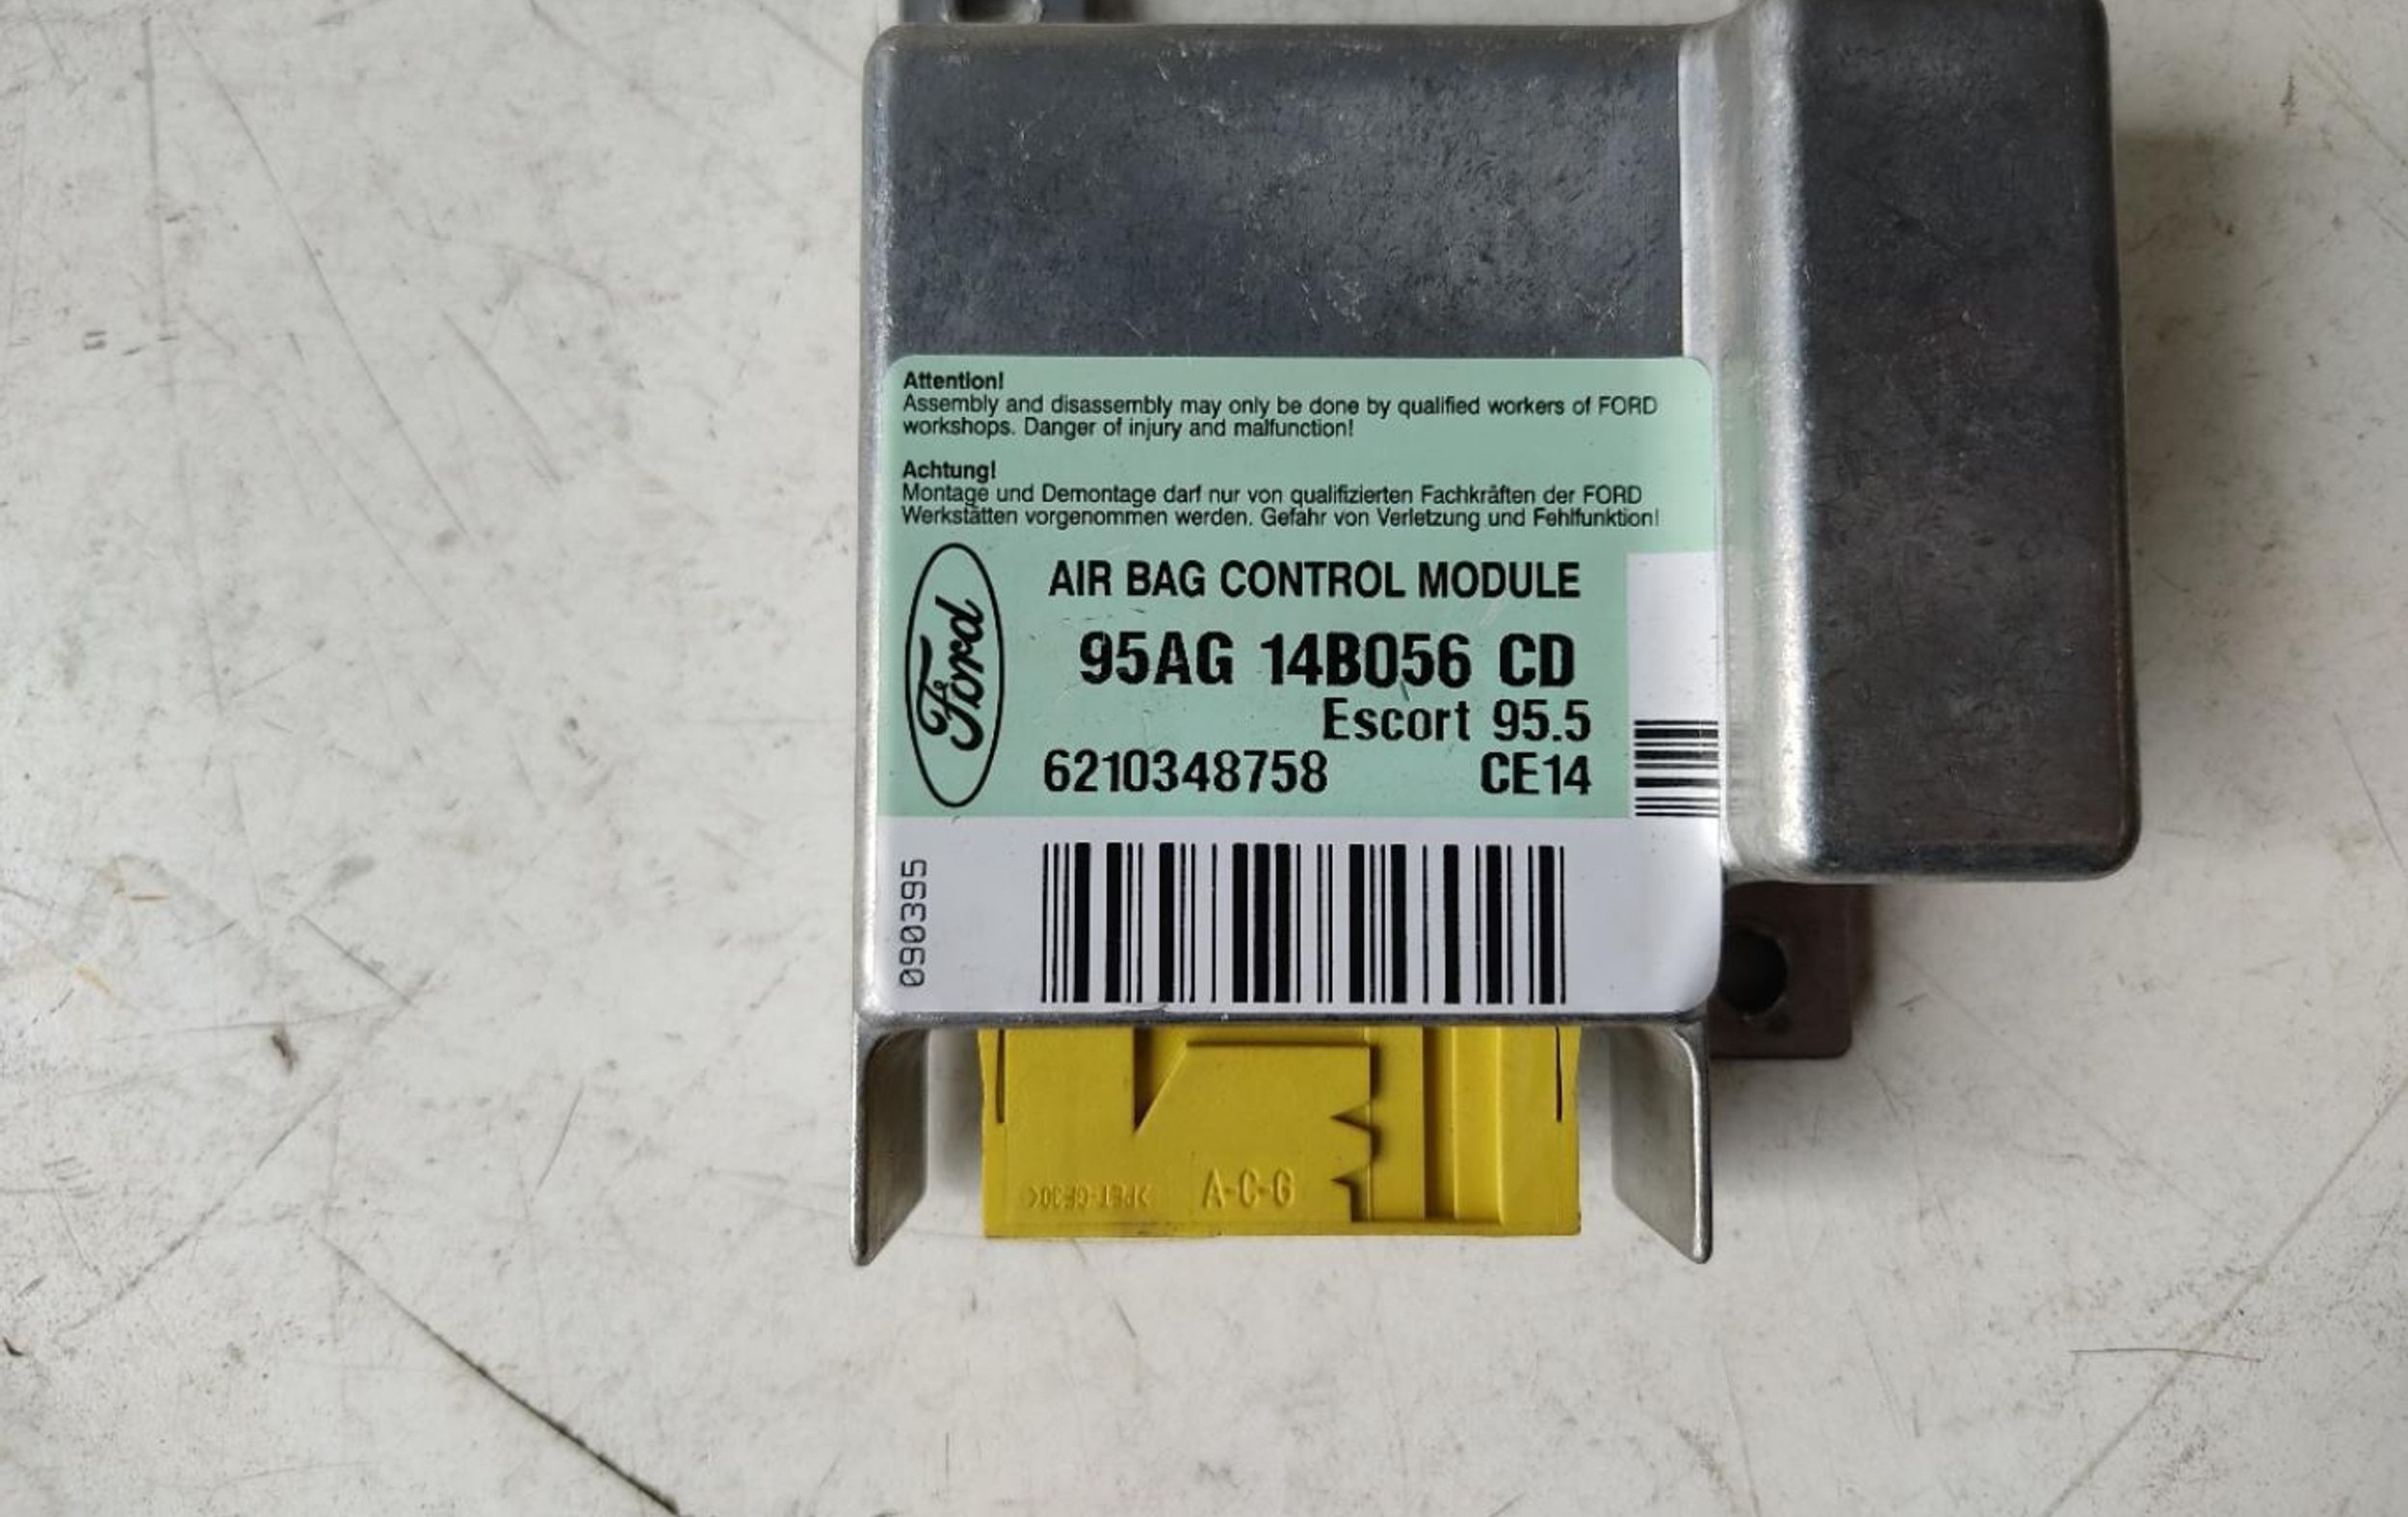 Attention!
Assembly and disassembly may only be done by qualified workers of FORD
workshops. Danger of injury and malfunction!
Achtung!
Montage und Demontage darf nur von qualifizierten Fachkräften der FORD
Werkstätten vorgenommen werden. Gefahr von Verletzung und Fehlfunktion!
Ford
AIR BAG CONTROL MODULE
95AG 14B056 CD
Escort 95.5
6210348758 CE14
090395
>PET-GF30<
A-C-G